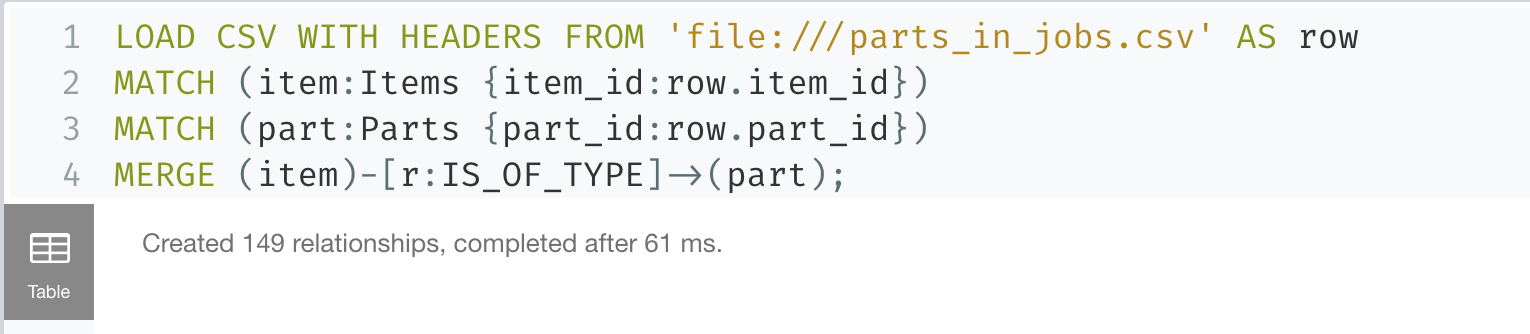 1 LOAD CSV WITH HEADERS FROM 'file:///parts_in_jobs.csv' AS row
2 MATCH (item:Items {item_id:row.item_id})
3 MATCH (part:Parts {part_id:row.part_id})
4 MERGE (item)-[r:IS_OF_TYPE]->(part);
Created 149 relationships, completed after 61 ms.
Table